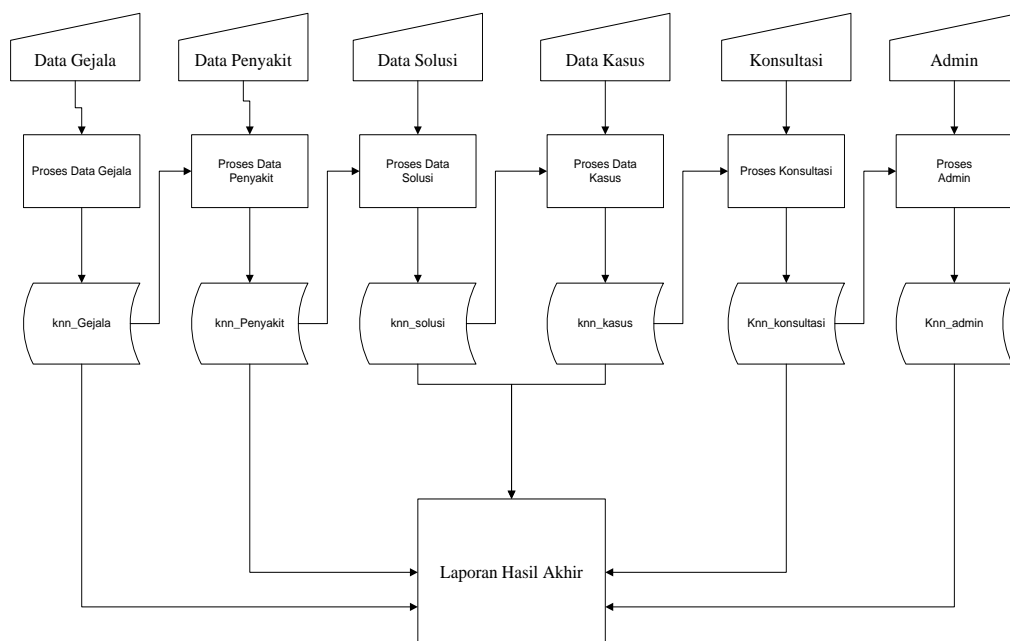 Data Gejala
Data Penyakit
Data Solusi
Data Kasus
Konsultasi
Admin
Proses Data Gejala
Proses Data
Penyakit
Proses Data
Solusi
Proses Data
Kasus
Proses Konsultasi
Proses
Admin
knn_Gejala
knn_Penyakit
knn_solusi
knn_kasus
Knn_konsultasi
Knn_admin
Laporan Hasil Akhir